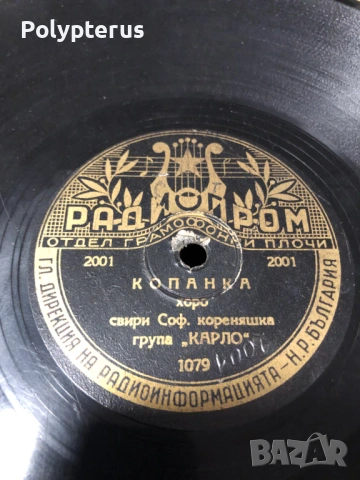 Polypterus
РАДИОПРОМ
ОТДЕЛ ГРАМОФОННИ ПЛОЧИ
2001 2001
КОПАНКА
хоро
свири Соф. кореняшка
група „КАРЛО“
1079
ГЛ. ДИРЕКЦИЯ НА РАДИОИНФОРМАЦИЯТА - Н.Р. БЪЛГАРИЯ
BAZAR